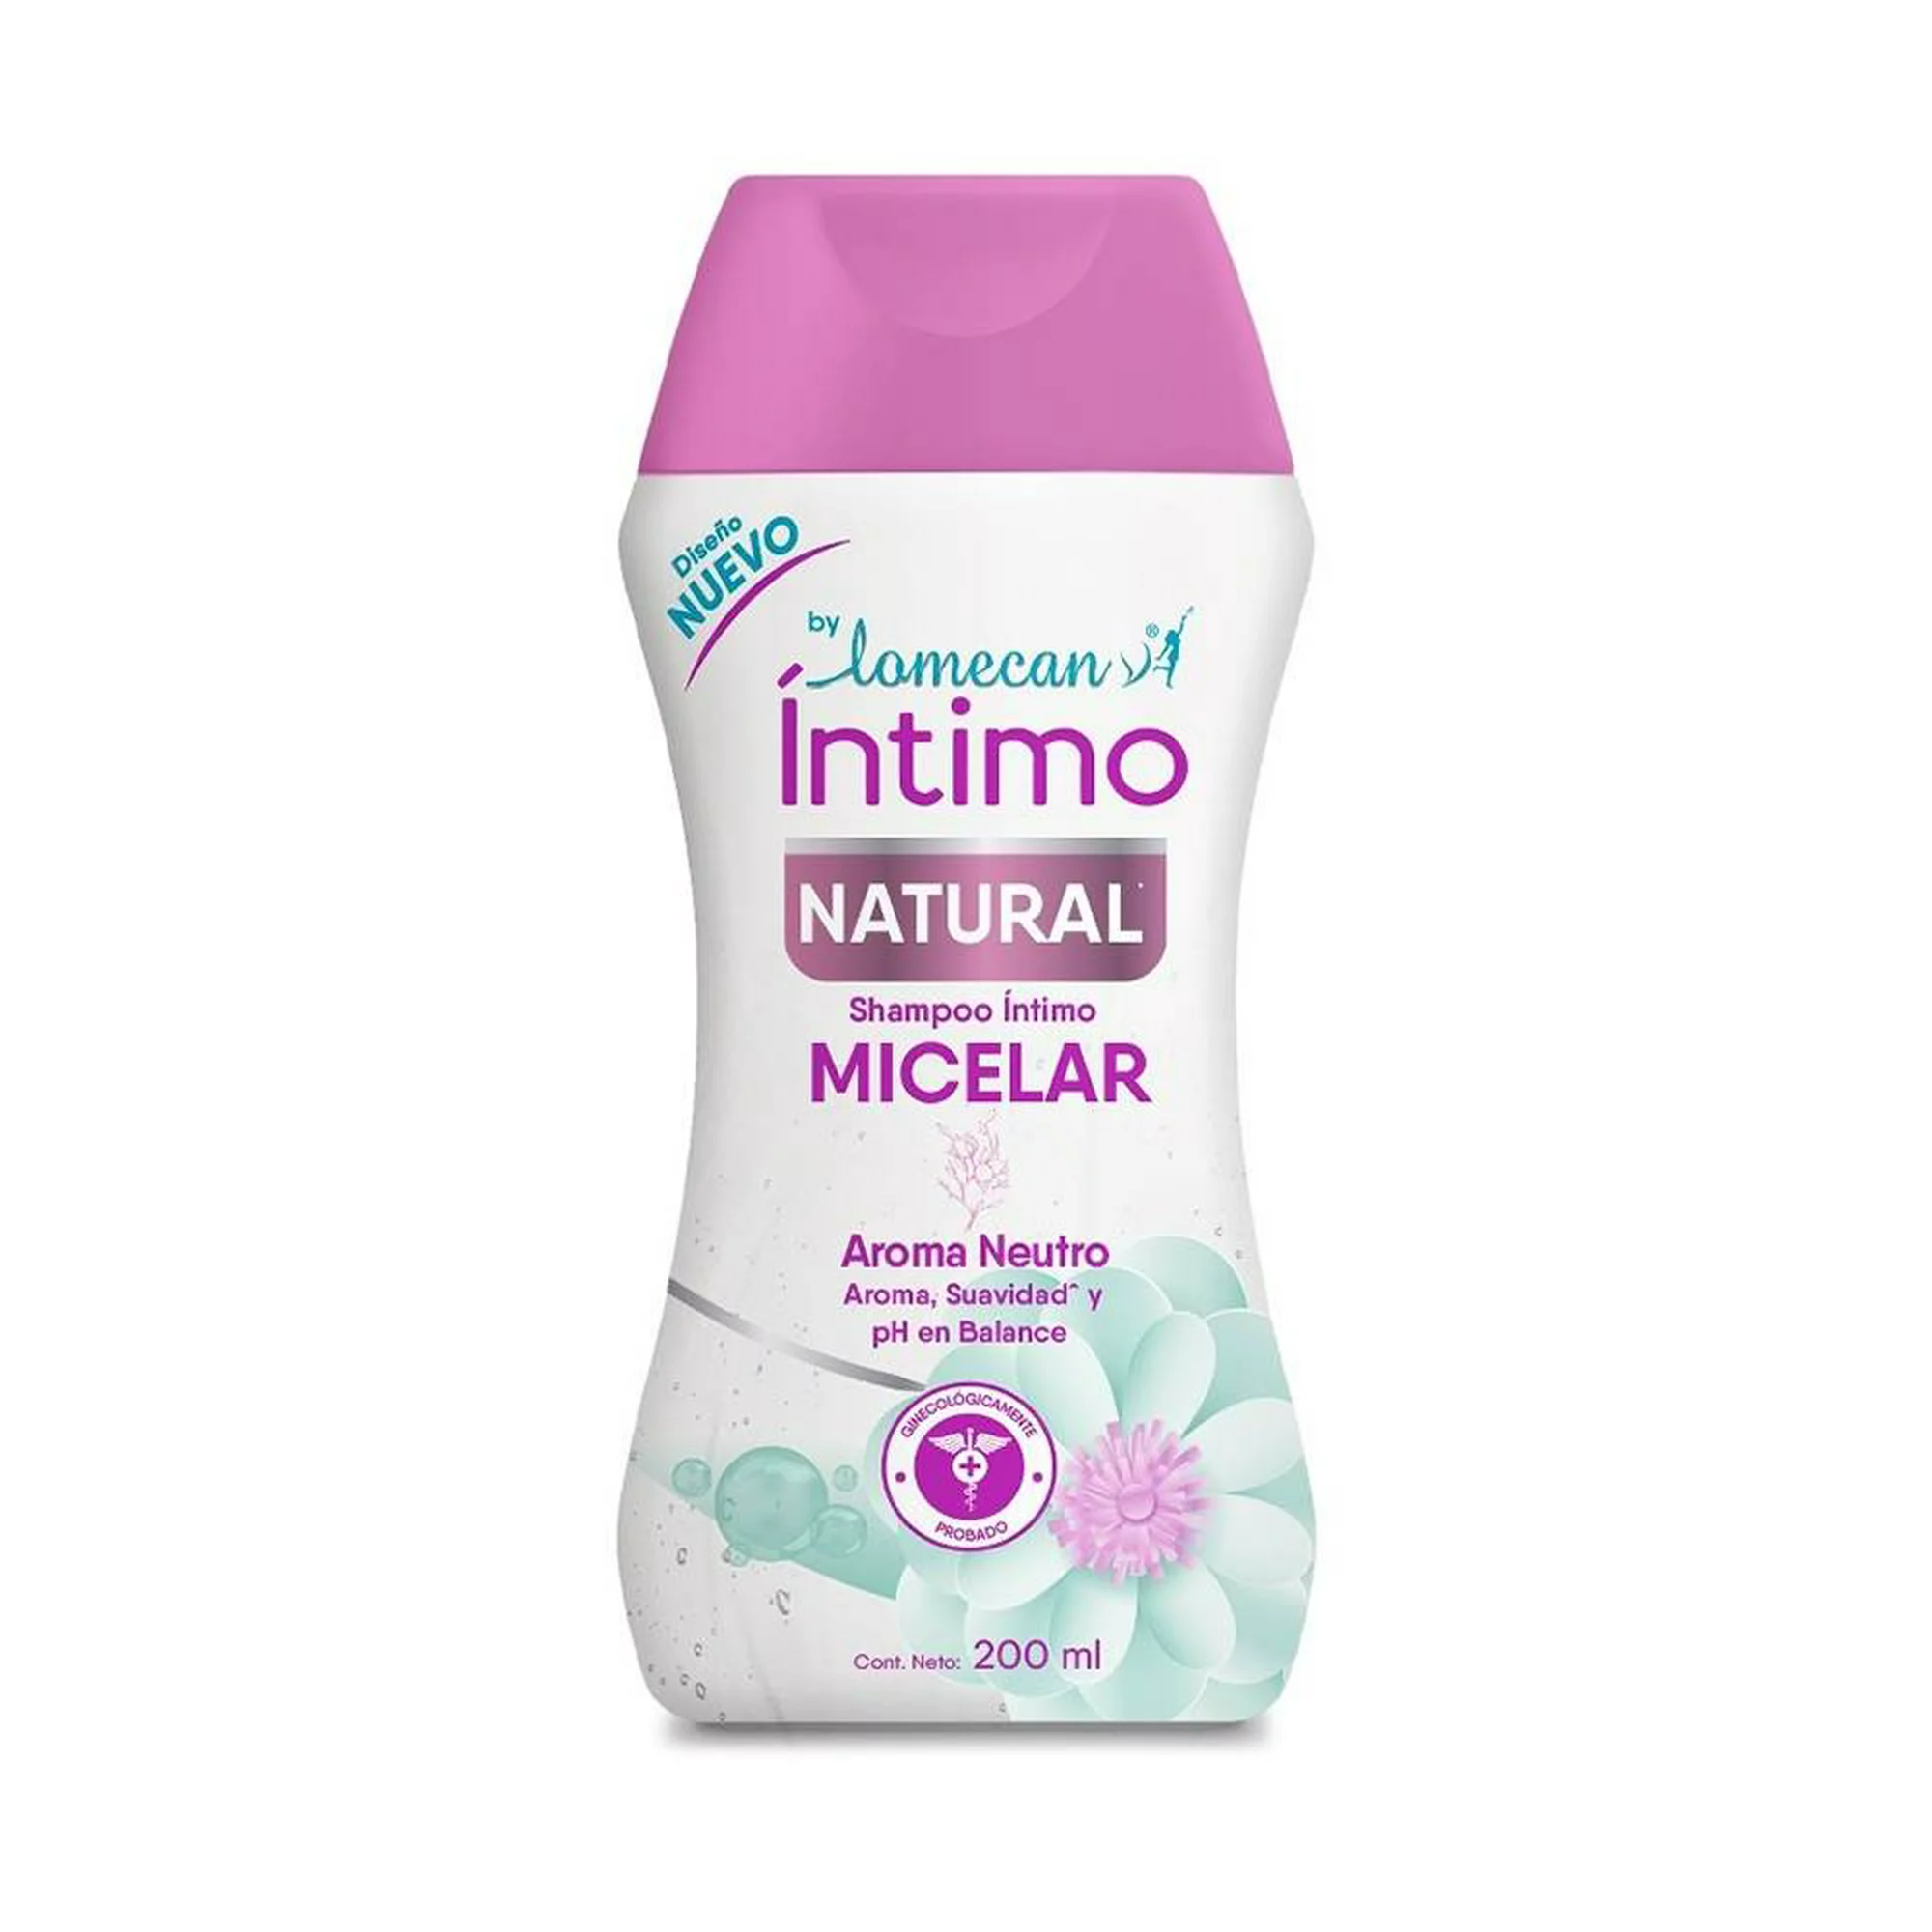 Diseño
NUEVO
by
lomecan V®
Íntimo
NATURAL*
Shampoo Íntimo
MICELAR
Aroma Neutro
Aroma, Suavidad^ y
pH en Balance
GINECOLÓGICAMENTE
PROBADO
Cont. Neto: 200 ml